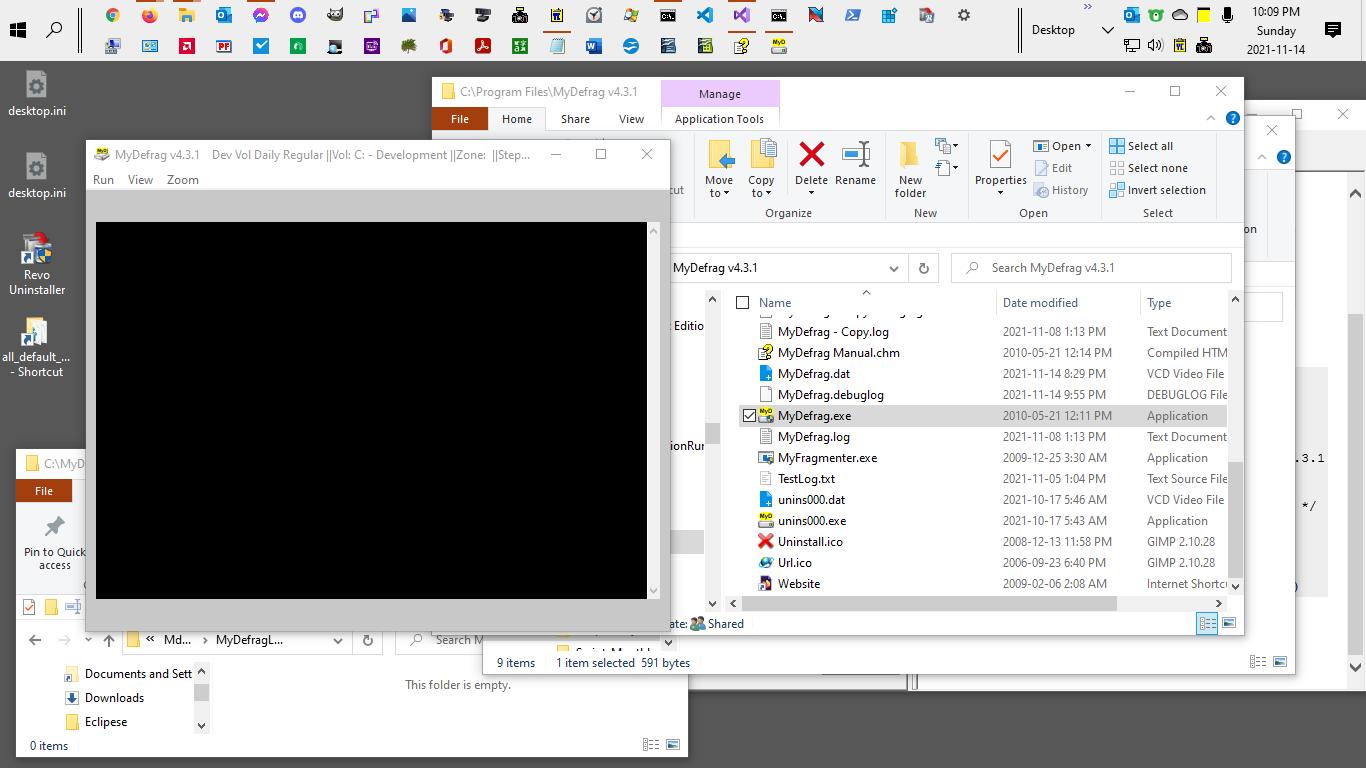 Desktop
»
10:09 PM
Sunday
2021-11-14
desktop.ini
desktop.ini
Revo
Uninstaller
all_default_...
- Shortcut
C:\Program Files\MyDefrag v4.3.1
Manage
File
Home
Share
View
Application Tools
Move
to
Copy
to
Delete
Rename
New
folder
Properties
Open
Edit
History
Select all
Select none
Invert selection
Organize
New
Open
Select
MyDefrag v4.3.1
Search MyDefrag v4.3.1
Name
Date modified
Type
MyDefrag - Copy.log 2021-11-08 1:13 PM Text Document
MyDefrag Manual.chm 2010-05-21 12:14 PM Compiled HTM
MyDefrag.dat 2021-11-14 8:29 PM VCD Video File
MyDefrag.debuglog 2021-11-14 9:55 PM DEBUGLOG File
MyDefrag.exe 2010-05-21 12:11 PM Application
MyDefrag.log 2021-11-08 1:13 PM Text Document
MyFragmenter.exe 2009-12-25 3:30 AM Application
TestLog.txt 2021-11-05 1:04 PM Text Source File
unins000.dat 2021-10-17 5:46 AM VCD Video File
unins000.exe 2021-10-17 5:43 AM Application
Uninstall.ico 2008-12-13 11:58 PM GIMP 2.10.28
Url.ico 2006-09-23 6:40 PM GIMP 2.10.28
Website 2009-02-06 2:08 AM Internet Shortcu
Shared
MyDefrag v4.3.1 Dev Vol Daily Regular ||Vol: C: - Development ||Zone: ||Step...
Run View Zoom
.3.1
*/
)
9 items 1 item selected 591 bytes
C:\MyD
File
Pin to Quick
access
« Md... > MyDefragL...
Search M
Documents and Sett
Downloads
Eclipese
This folder is empty.
0 items